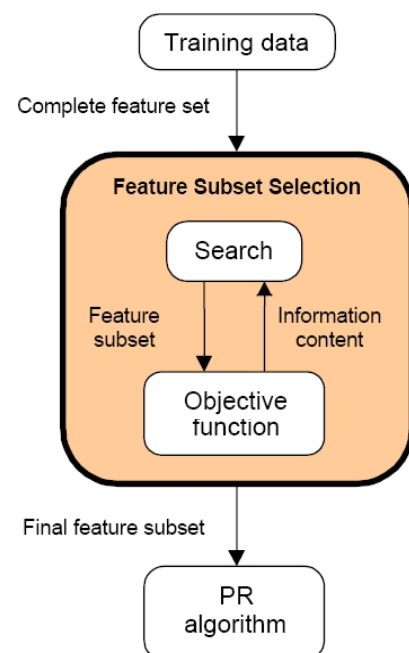 Training data
Complete feature set
Feature Subset Selection
Search
Feature
subset
Information
content
Objective
function
Final feature subset
PR
algorithm